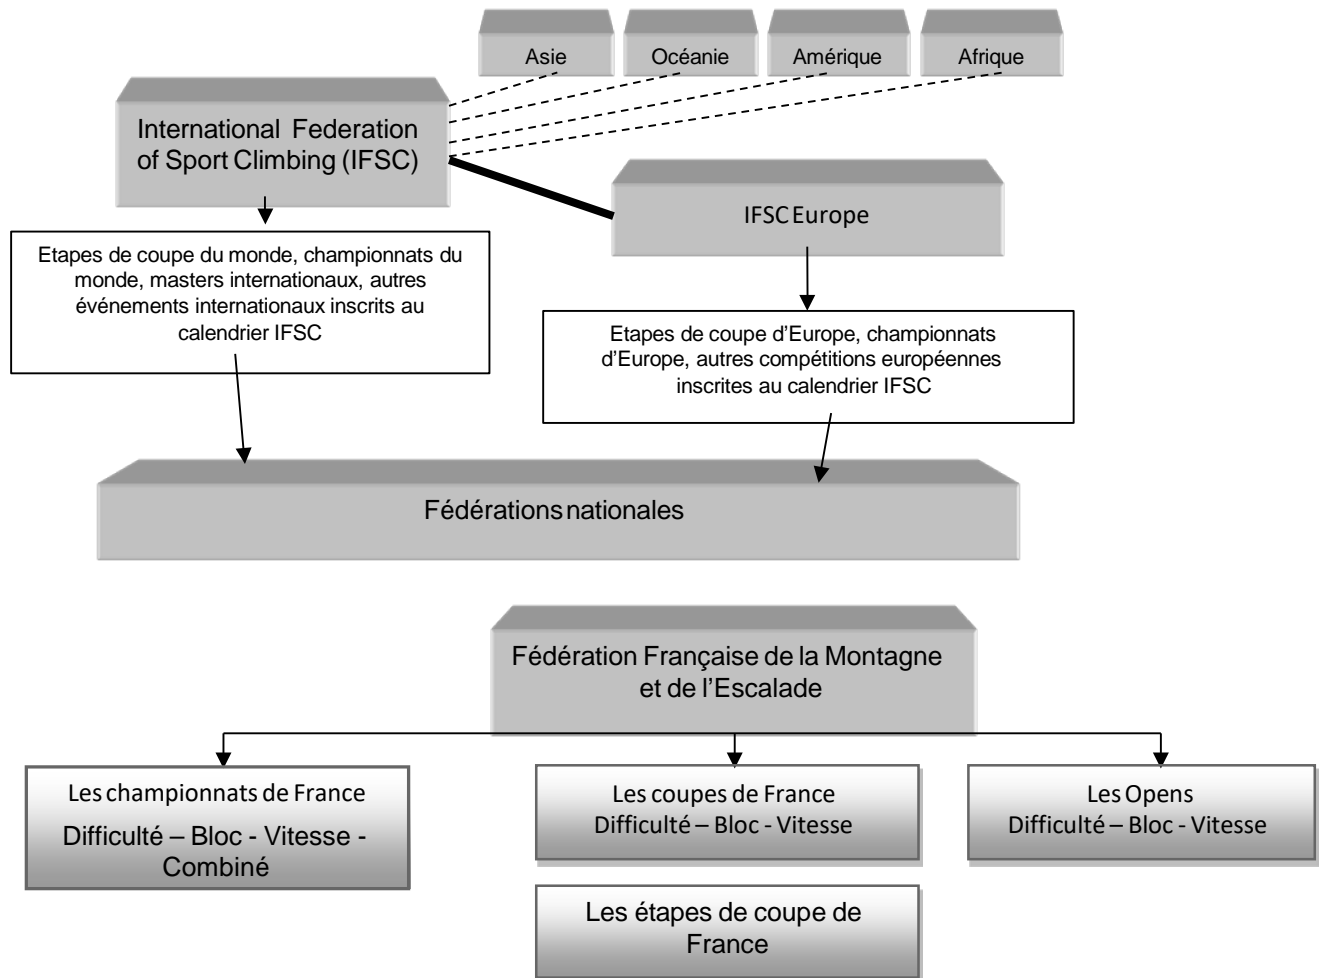 Asie
Océanie
Amérique
Afrique
International Federation
of Sport Climbing (IFSC)
IFSC Europe
Etapes de coupe du monde, championnats du
monde, masters internationaux, autres
événements internationaux inscrits au
calendrier IFSC
Etapes de coupe d’Europe, championnats
d’Europe, autres compétitions européennes
inscrites au calendrier IFSC
Fédérations nationales
Fédération Française de la Montagne
et de l’Escalade
Les championnats de France
Difficulté – Bloc - Vitesse -
Combiné
Les coupes de France
Difficulté – Bloc - Vitesse
Les Opens
Difficulté – Bloc - Vitesse
Les étapes de coupe de
France